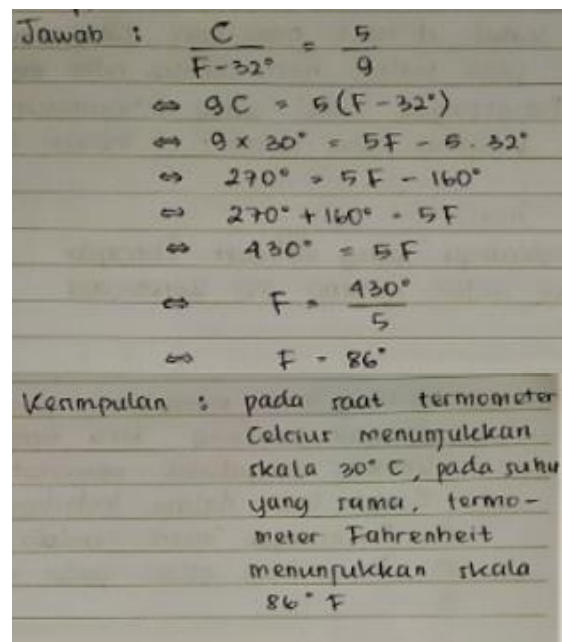 Jawab : C / F-32° = 5 / 9
⇔ 9C = 5(F-32°)
⇔ 9 × 30° = 5F - 5.32°
⇔ 270° = 5F - 160°
⇔ 270° + 160° = 5F
⇔ 430° = 5F
⇔ F = 430° / 5
⇔ F = 86°
Kesimpulan : pada saat termometer
Celcius menunjukkan
skala 30° C, pada suhu
yang sama, termo-
meter Fahrenheit
menunjukkan skala
86° F